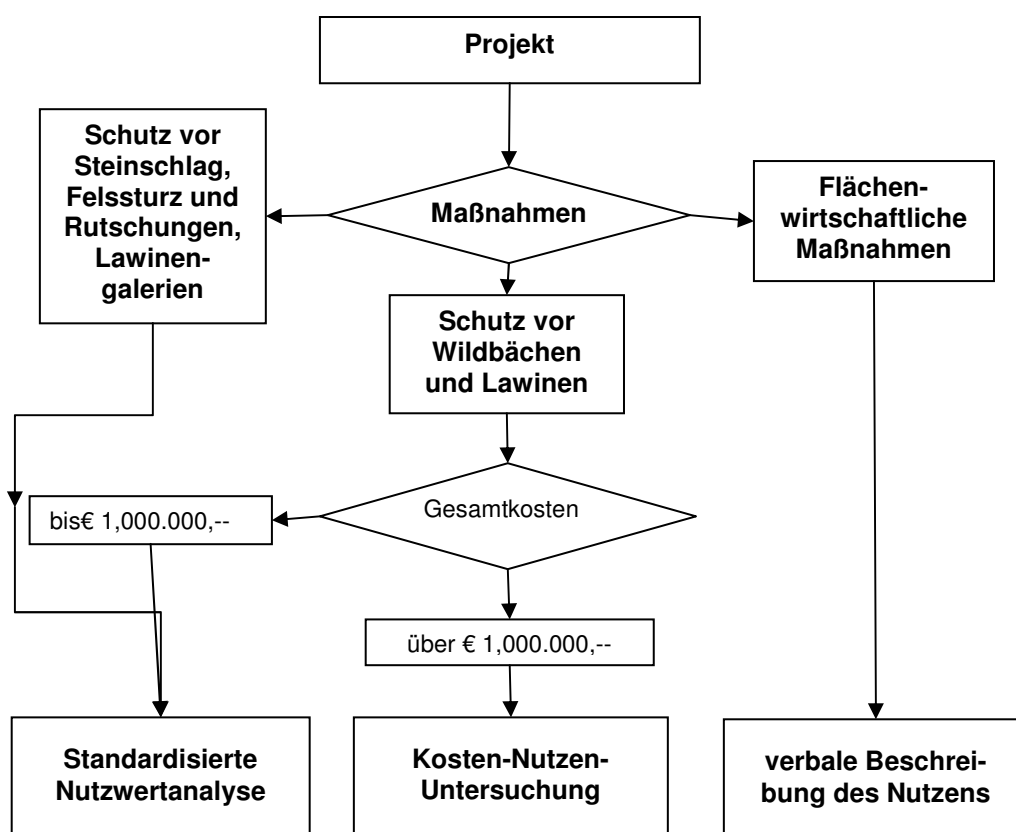 Projekt
Schutz vor
Steinschlag,
Felssturz und
Rutschungen,
Lawinen-
galerien
Maßnahmen
Flächen-
wirtschaftliche
Maßnahmen
Schutz vor
Wildbächen
und Lawinen
Gesamtkosten
bis€ 1,000.000,--
über € 1,000.000,--
Standardisierte
Nutzwertanalyse
Kosten-Nutzen-
Untersuchung
verbale Beschrei-
bung des Nutzens